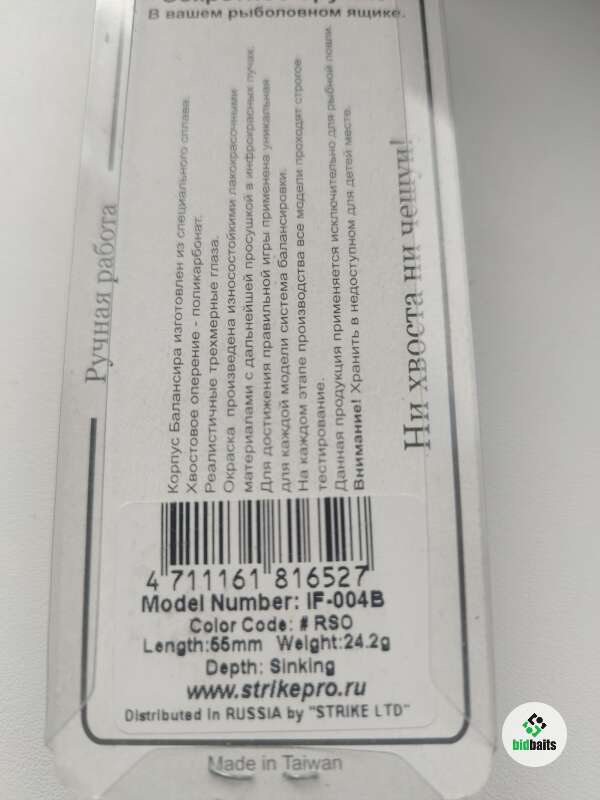 В вашем рыболовном ящике.
Ручная работа
Корпус Балансира изготовлен из специального сплава.
Хвостовое оперение - поликарбонат.
Реалистичные трехмерные глаза.
Окраска произведена износостойкими лакокрасочными
материалами с дальнейшей просушкой в инфрокрасных лучах.
Для достижения правильной игры применена уникальная
для каждой модели система балансировки.
На каждом этапе производства все модели проходят строгое
тестирование.
Данная продукция применяется исключительно для рыбной ловли.
Внимание! Хранить в недоступном для детей месте.
Ни хвоста ни чешуи!
4 711161 816527
Model Number: IF-004B
Color Code: # RSO
Length:55mm Weight:24.2g
Depth: Sinking
www.strikepro.ru
Distributed in RUSSIA by "STRIKE LTD"
Made in Taiwan
bidbaits